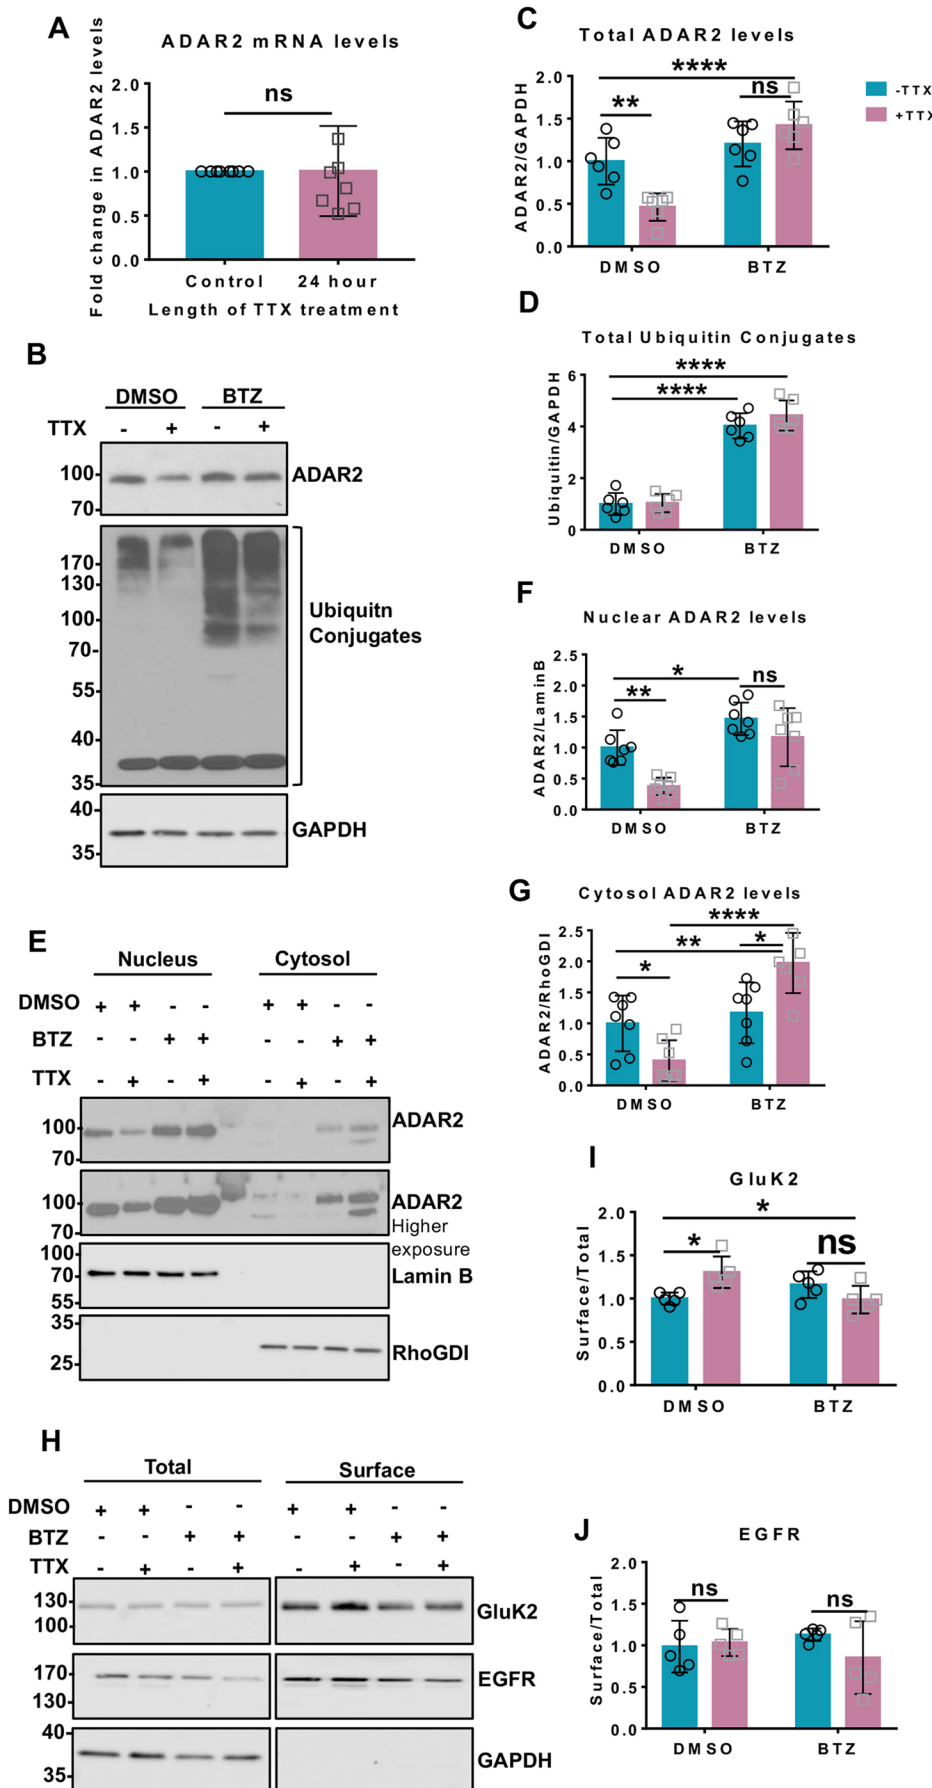 A
ADAR2 mRNA levels
Fold change in ADAR2 levels
2.0
1.5
1.0
0.5
0.0
ns
Control 24 hour
Length of TTX treatment
B
DMSO BTZ
TTX - + - +
100-
70-
ADAR2
170-
130-
100-
70-
55-
40-
35-
Ubiquitn
Conjugates
40-
35-
GAPDH
C
Total ADAR2 levels
ADAR2/GAPDH
2.0
1.5
1.0
0.5
0.0
****
**
ns
DMSO BTZ
-TTX
+TTX
D
Total Ubiquitin Conjugates
Ubiquitin/GAPDH
6
4
2
0
****
****
DMSO BTZ
E
Nucleus Cytosol
DMSO + + - - + + - -
BTZ - - + + - - + +
TTX - + - + - + - +
100-
70-
ADAR2
100-
70-
ADAR2
Higher
exposure
100-
70-
55-
Lamin B
35-
25-
RhoGDI
F
Nuclear ADAR2 levels
ADAR2/LaminB
2.5
2.0
1.5
1.0
0.5
0.0
*
**
ns
DMSO BTZ
G
Cytosol ADAR2 levels
ADAR2/RhoGDI
2.5
2.0
1.5
1.0
0.5
0.0
****
**
*
*
DMSO BTZ
H
Total Surface
DMSO + + - - + + - -
BTZ - - + + - - + +
TTX - + - + - + - +
130-
100-
GluK2
170-
130-
EGFR
40-
35-
GAPDH
I
GluK2
Surface/Total
2.0
1.5
1.0
0.5
0.0
*
*
ns
DMSO BTZ
J
EGFR
Surface/Total
2.0
1.5
1.0
0.5
0.0
ns
ns
DMSO BTZ